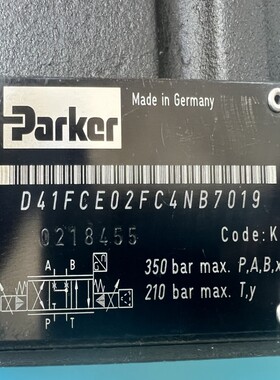 Made in Germany
Parker
D41FCE02FC4NB7019
0218455
Code:K
A B
350 bar max. P,A,B,x
P T
210 bar max. T,y